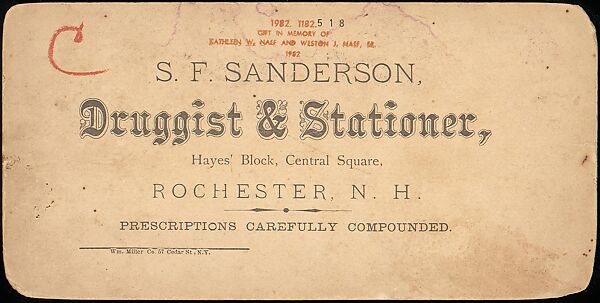 C
1982. 1182.518
GIFT IN MEMORY OF
KATHLEEN W. NAEF AND WESTON J. NAEF, SR.
1982
S. F. SANDERSON,
Druggist & Stationer,
Hayes' Block, Central Square,
ROCHESTER, N. H.
PRESCRIPTIONS CAREFULLY COMPOUNDED.
Wm. Miller Co. 57 Cedar St., N.Y.